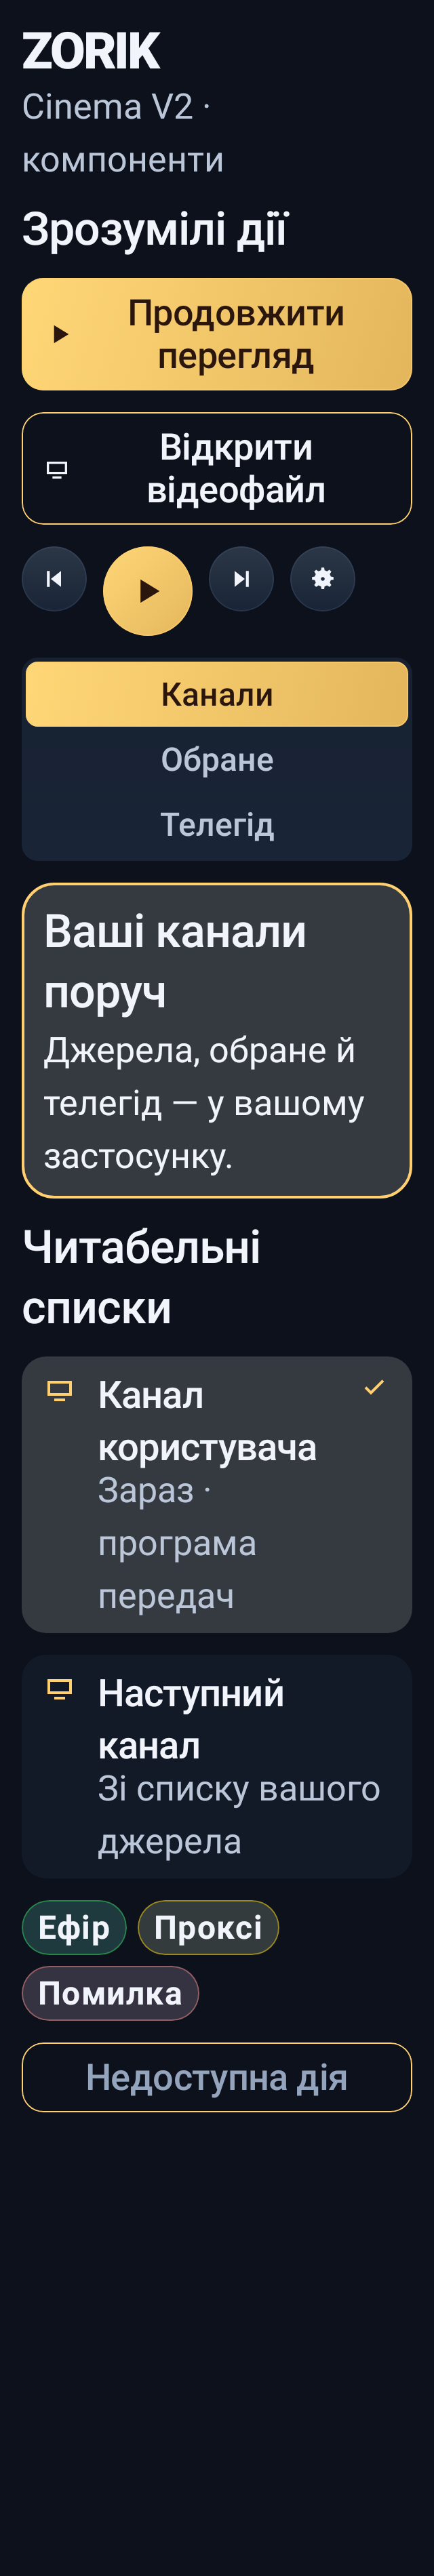 ZORIK
Cinema V2 ·
компоненти
Зрозумілі дії
Продовжити
перегляд
Відкрити
відеофайл
Канали
Обране
Телегід
Ваші канали
поруч
Джерела, обране й
телегід — у вашому
застосунку.
Читабельні
списки
Канал
користувача
Зараз ·
програма
передач
Наступний
канал
Зі списку вашого
джерела
Ефір
Проксі
Помилка
Недоступна дія